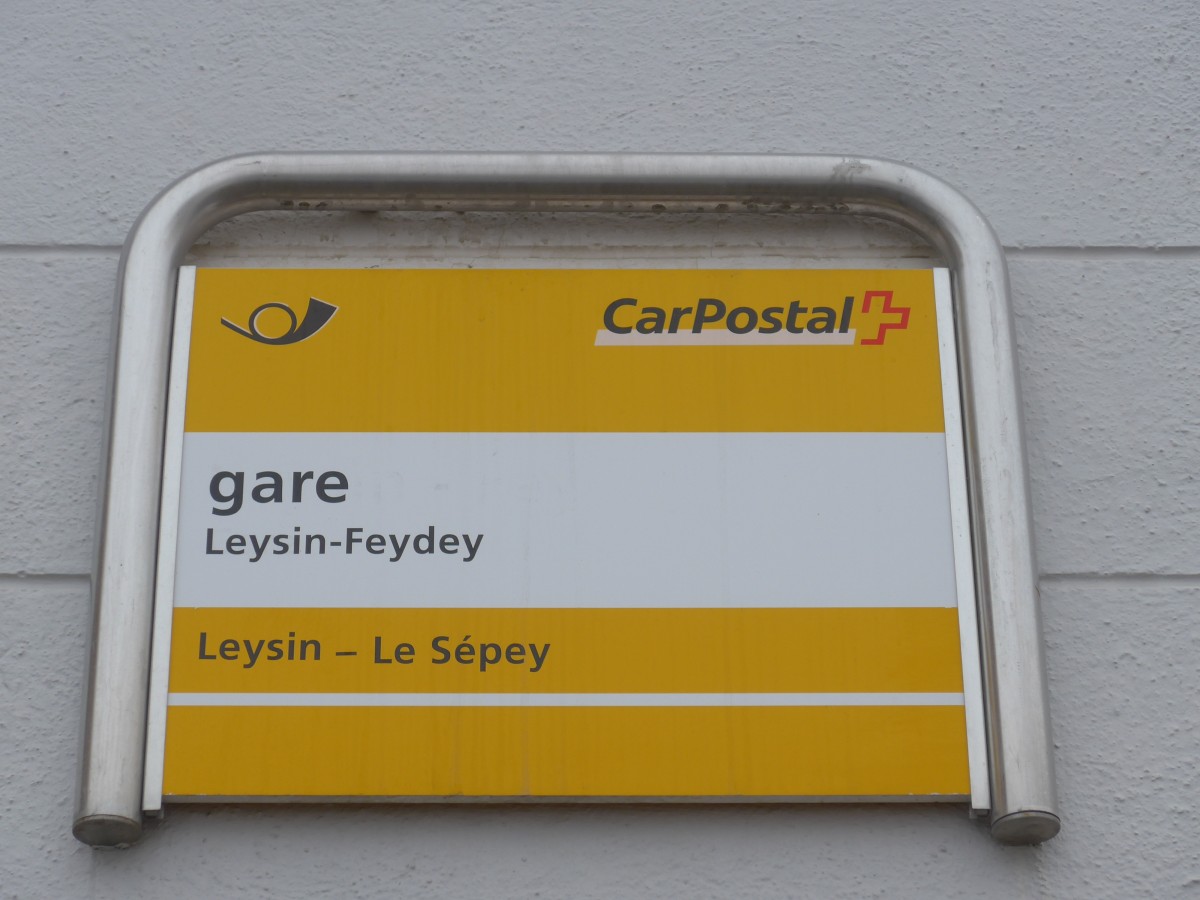 CarPostal
gare
Leysin-Feydey
Leysin – Le Sépey